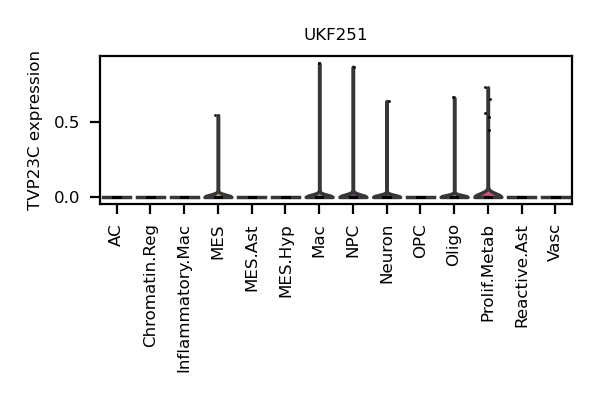 UKF251
TVP23C expression
0.5
0.0
AC
Chromatin.Reg
Inflammatory.Mac
MES
MES.Ast
MES.Hyp
Mac
NPC
Neuron
OPC
Oligo
Prolif.Metab
Reactive.Ast
Vasc